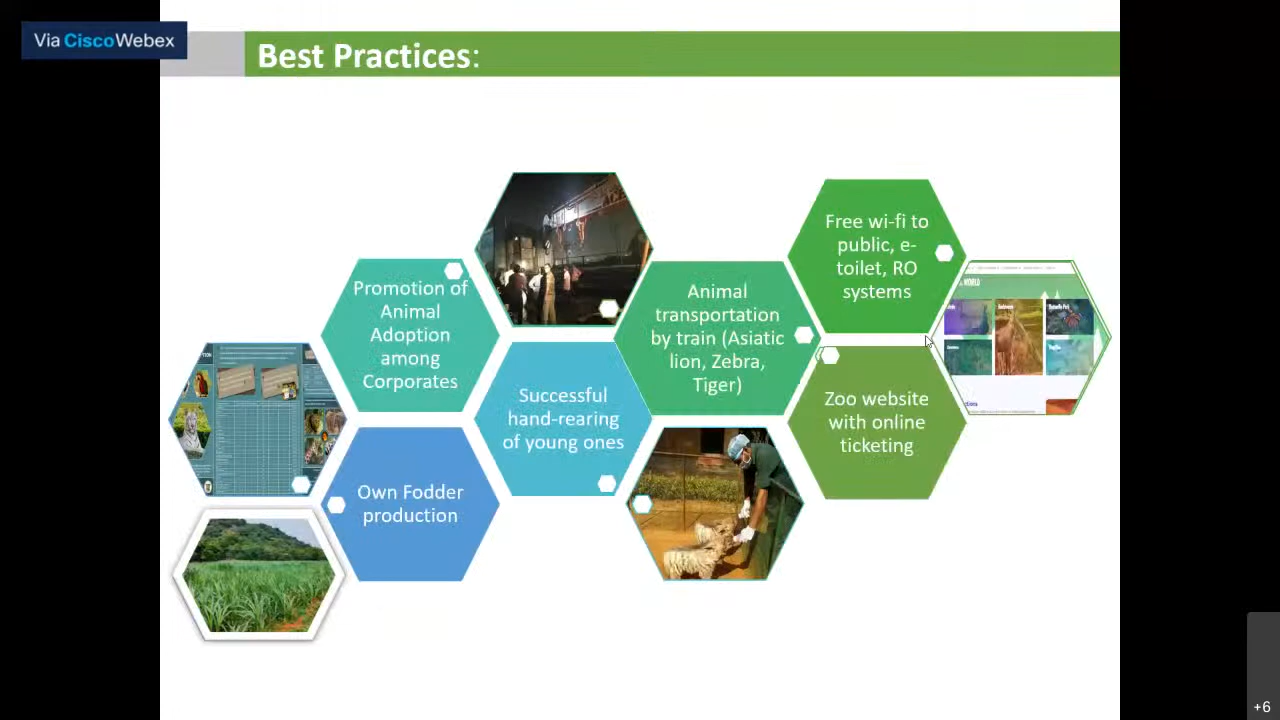 Via CiscoWebex
Best Practices:
Promotion of
Animal
Adoption
among
Corporates
Own Fodder
production
Successful
hand-rearing
of young ones
Animal
transportation
by train (Asiatic
lion, Zebra,
Tiger)
Free wi-fi to
public, e-
toilet, RO
systems
Zoo website
with online
ticketing
WORLD
+6